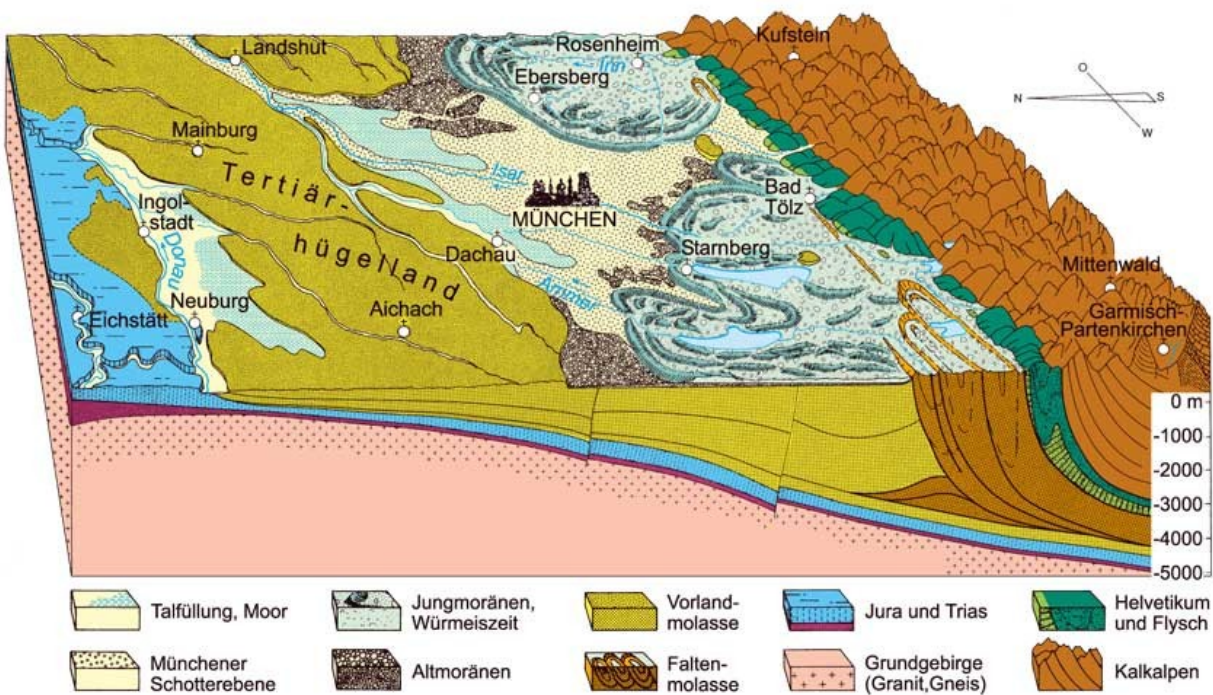 Landshut
Rosenheim
Kufstein
Inn
Ebersberg
O
N
S
W
Mainburg
Isar
Tertiär-
hügelland
MÜNCHEN
Bad
Tölz
Ingol-
stadt
Donau
Dachau
Starnberg
Mittenwald
Ammer
Neuburg
Eichstätt
Aichach
Garmisch-
Partenkirchen
0 m
-1000
-2000
-3000
-4000
-5000
Talfüllung, Moor
Jungmoränen,
Würmeiszeit
Vorland-
molasse
Jura und Trias
Helvetikum
und Flysch
Münchener
Schotterebene
Altmoränen
Falten-
molasse
Grundgebirge
(Granit,Gneis)
Kalkalpen